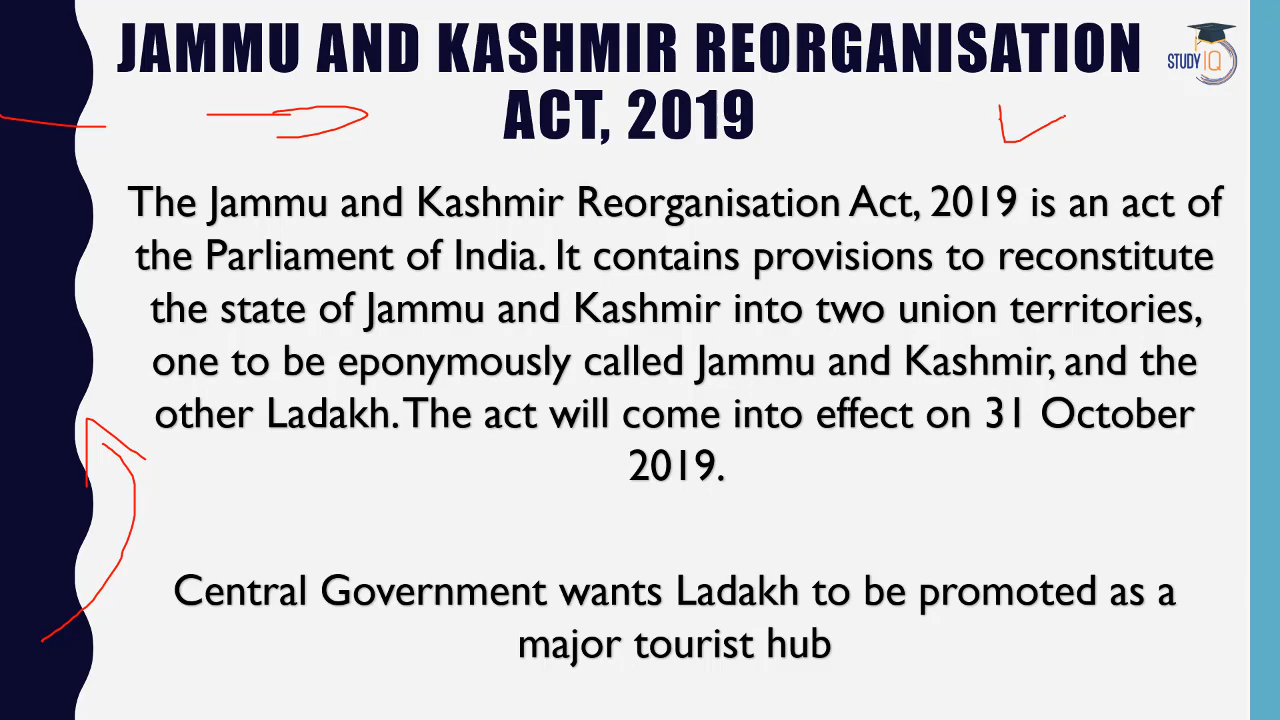 JAMMU AND KASHMIR REORGANISATION
ACT, 2019
STUDY IQ
The Jammu and Kashmir Reorganisation Act, 2019 is an act of
the Parliament of India. It contains provisions to reconstitute
the state of Jammu and Kashmir into two union territories,
one to be eponymously called Jammu and Kashmir, and the
other Ladakh. The act will come into effect on 31 October
2019.
Central Government wants Ladakh to be promoted as a
major tourist hub